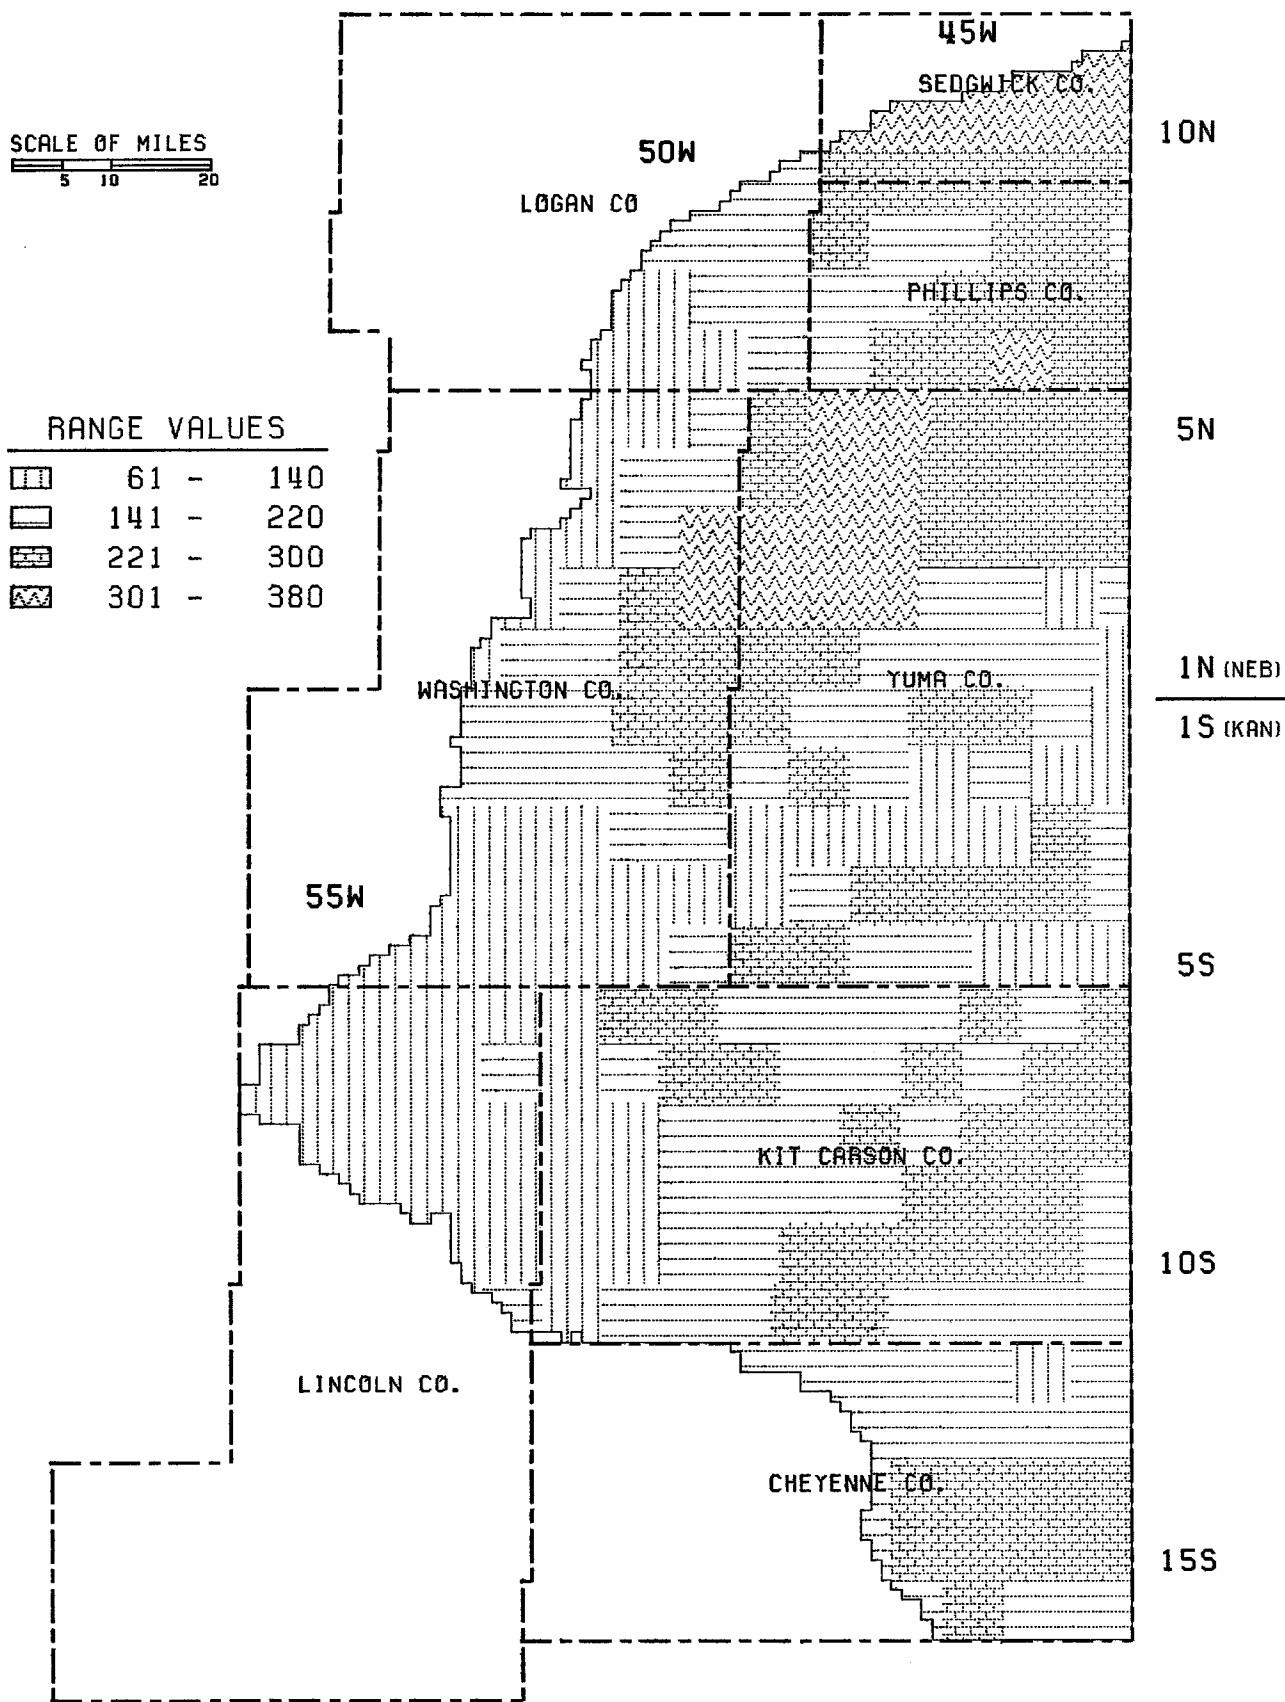 45W
SEDGWICK CO.
SCALE OF MILES
5 10 20
10N
50W
LOGAN CO
PHILLIPS CO.
RANGE VALUES
61 - 140
141 - 220
221 - 300
301 - 380
5N
WASHINGTON CO.
YUMA CO.
1N (NEB)
1S (KAN)
55W
5S
KIT CARSON CO.
10S
LINCOLN CO.
CHEYENNE CO.
15S